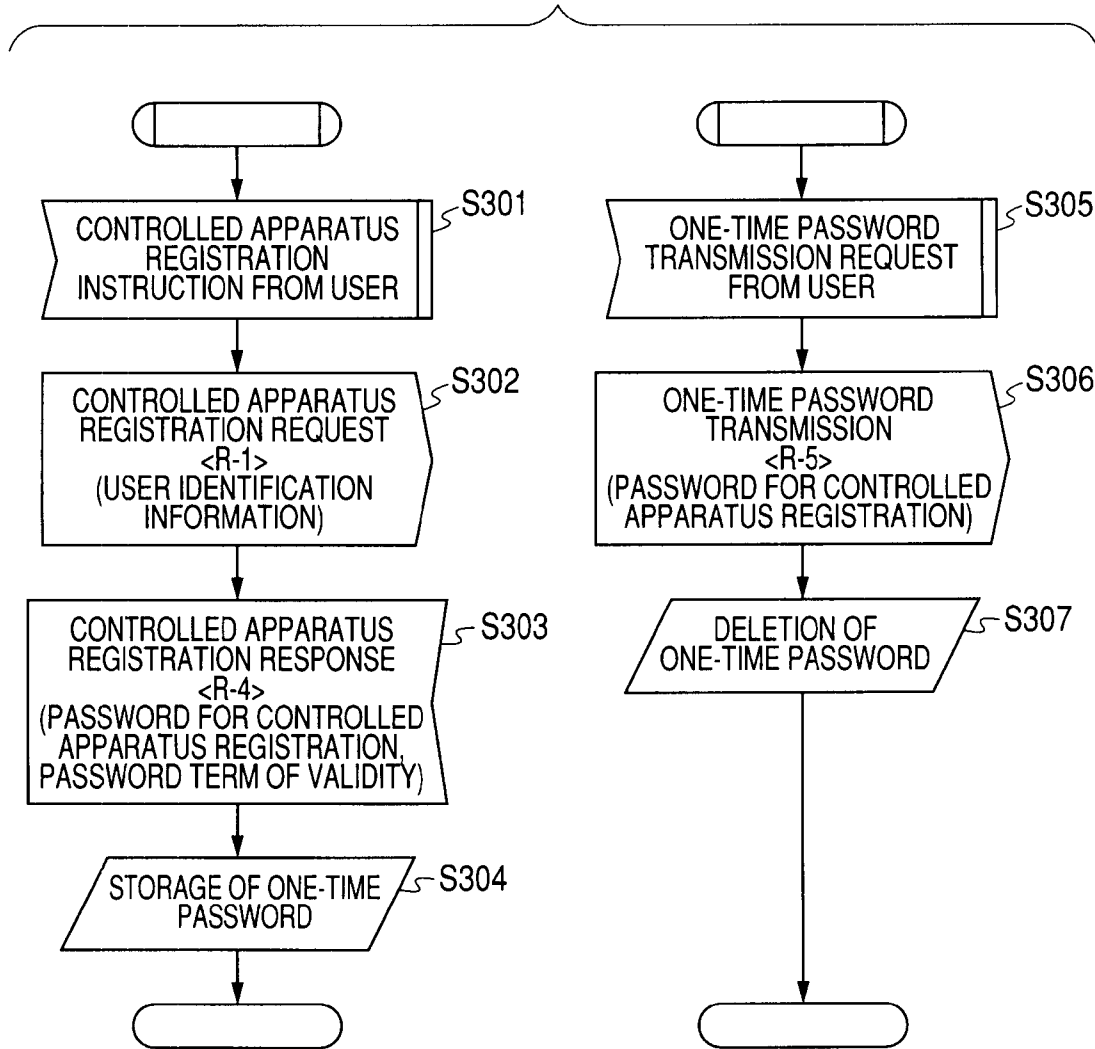 CONTROLLED APPARATUS
REGISTRATION
INSTRUCTION FROM USER
S301
CONTROLLED APPARATUS
REGISTRATION REQUEST
<R-1>
(USER IDENTIFICATION
INFORMATION)
S302
CONTROLLED APPARATUS
REGISTRATION RESPONSE
<R-4>
(PASSWORD FOR CONTROLLED
APPARATUS REGISTRATION,
PASSWORD TERM OF VALIDITY)
S303
STORAGE OF ONE-TIME
PASSWORD
S304
ONE-TIME PASSWORD
TRANSMISSION REQUEST
FROM USER
S305
ONE-TIME PASSWORD
TRANSMISSION
<R-5>
(PASSWORD FOR CONTROLLED
APPARATUS REGISTRATION)
S306
DELETION OF
ONE-TIME PASSWORD
S307